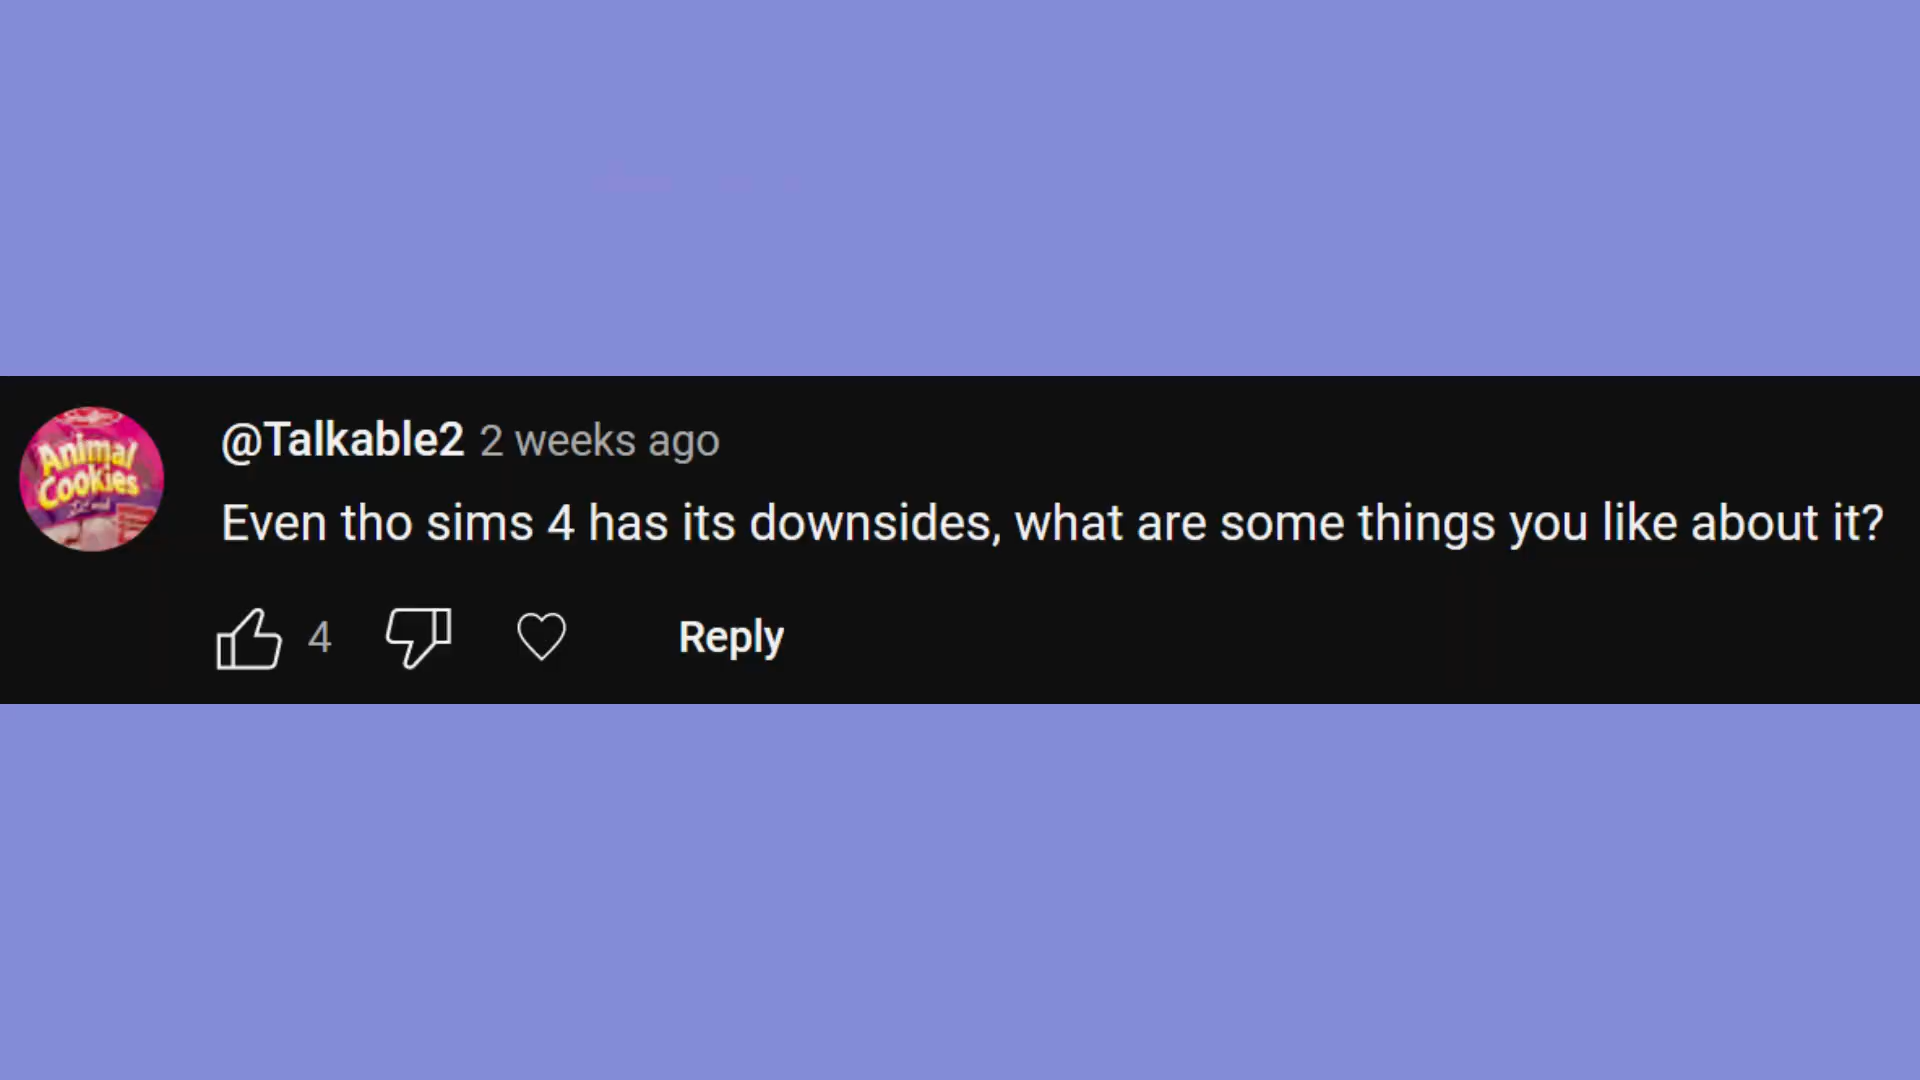 @Talkable2 2 weeks ago
Animal
Cookies
Even tho sims 4 has its downsides, what are some things you like about it?
4
Reply